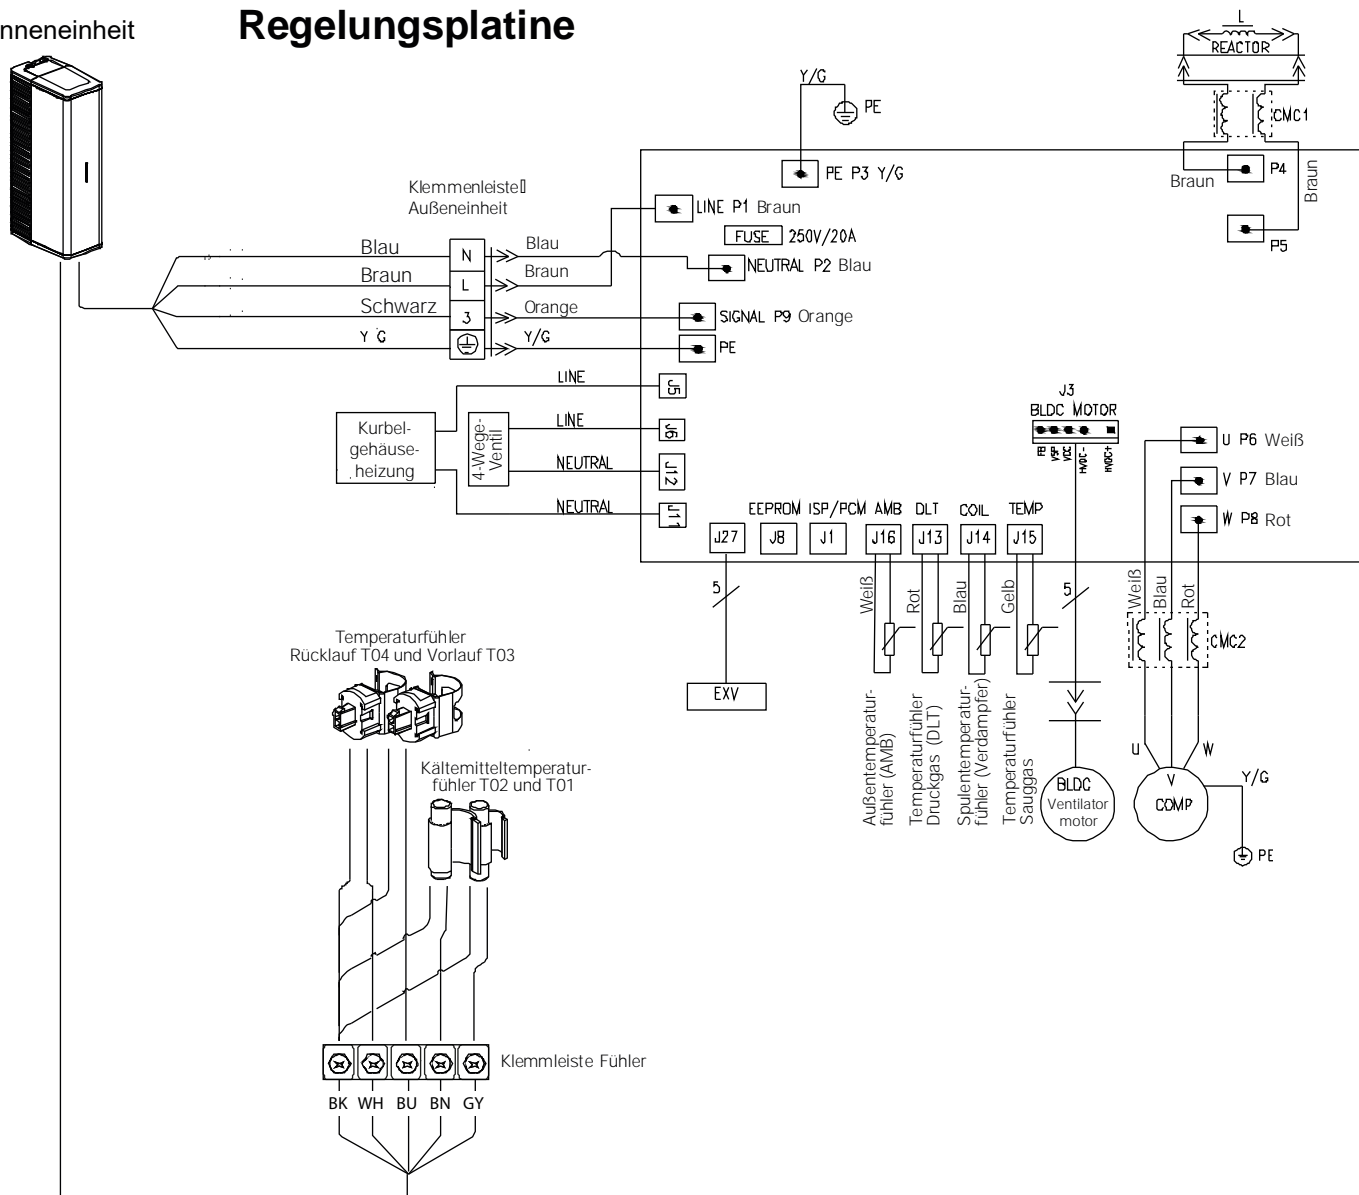 nneneinheit
Regelungsplatine
L
REACTOR
CMC1
Y/G
PE
PE P3 Y/G
P4
Braun
Braun
P5
Klemmenleiste
Außeneinheit
LINE P1 Braun
FUSE 250V/20A
NEUTRAL P2 Blau
Blau N Blau
Braun L Braun
Schwarz 3 Orange
SIGNAL P9 Orange
Y G Y/G
PE
LINE J5
LINE J6
NEUTRAL J12
NEUTRAL J11
Kurbel-
gehäuse-
heizung
4-Wege-
Ventil
J3
BLDC MOTOR
FB
VSP
VDC
HVDC-
HVDC+
U P6 Weiß
V P7 Blau
W P8 Rot
EEPROM ISP/PCM AMB DLT COIL TEMP
J27 J8 J1 J16 J13 J14 J15
5
EXV
Weiß
Rot
Blau
Gelb
5
Weiß
Blau
Rot
CMC2
Außentemperatur-
fühler (AMB)
Temperaturfühler
Druckgas (DLT)
Spulentemperatur-
fühler (Verdampfer)
Temperaturfühler
Sauggas
BLDC
Ventilator
motor
U
V
W
COMP
Y/G
PE
Temperaturfühler
Rücklauf T04 und Vorlauf T03
Kältemitteltemperatur-
fühler T02 und T01
Klemmleiste Fühler
BK WH BU BN GY